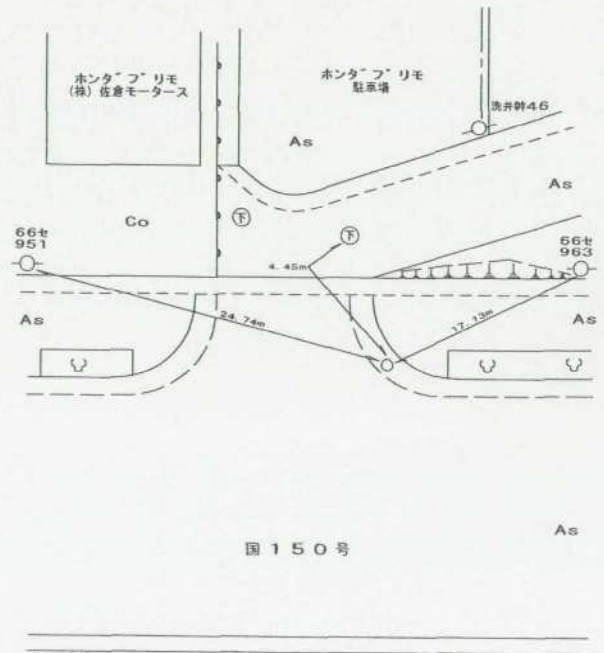 ホンダプリモ
(株) 佐倉モータース
ホンダプリモ
駐車場
洗井幹46
As
As
Co
下
下
66セ
951
66セ
963
4.45m
As
24.74m
17.13m
As
As
国150号